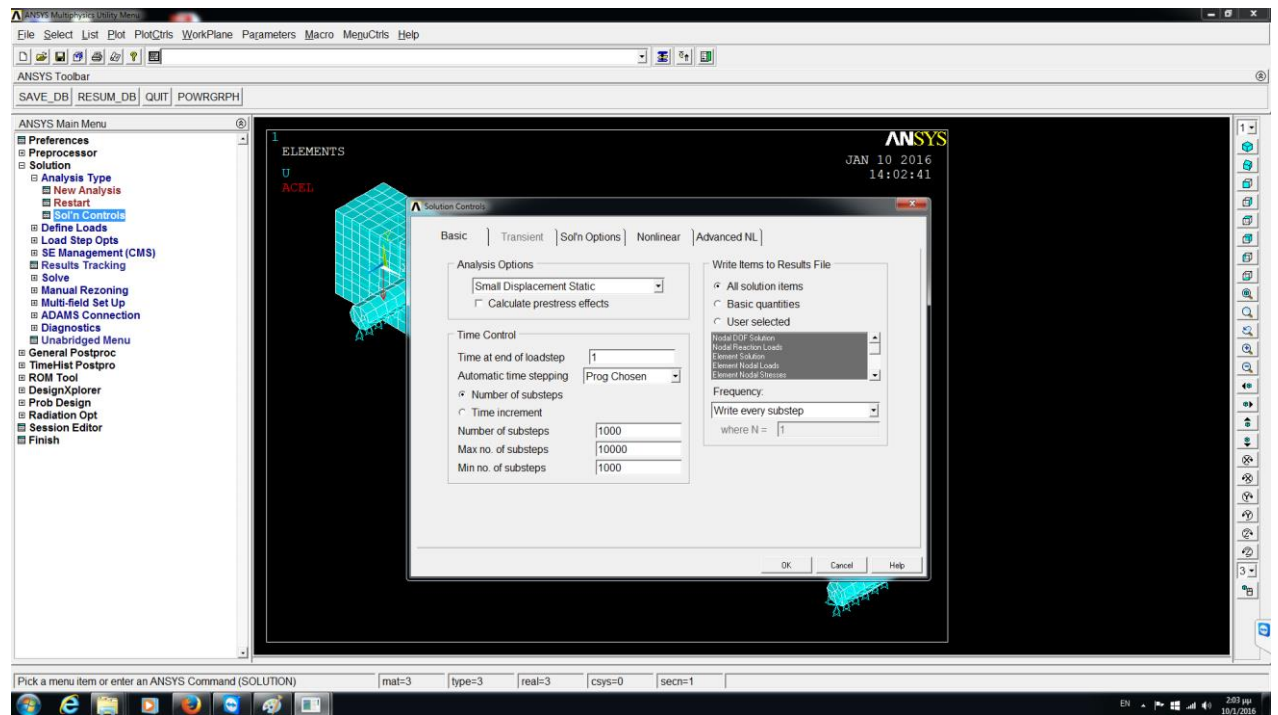 ANSYS Multiphysics Utility Menu
File Select List Plot PlotCtrls WorkPlane Parameters Macro MenuCtrls Help
ANSYS Toolbar
SAVE_DB RESUM_DB QUIT POWRGRPH
ANSYS Main Menu
Preferences
Preprocessor
Solution
Analysis Type
New Analysis
Restart
Sol'n Controls
Define Loads
Load Step Opts
SE Management (CMS)
Results Tracking
Solve
Manual Rezoning
Multi-field Set Up
ADAMS Connection
Diagnostics
Unabridged Menu
General Postproc
TimeHist Postpro
ROM Tool
DesignXplorer
Prob Design
Radiation Opt
Session Editor
Finish
1
ELEMENTS
U
ACEL
ANSYS
JAN 10 2016
14:02:41
Solution Controls
Basic Transient Sol'n Options Nonlinear Advanced NL
Analysis Options
Small Displacement Static
Calculate prestress effects
Time Control
Time at end of loadstep 1
Automatic time stepping Prog Chosen
Number of substeps
Time increment
Number of substeps 1000
Max no. of substeps 10000
Min no. of substeps 1000
Write Items to Results File
All solution items
Basic quantities
User selected
Nodal DOF Solution
Nodal Reaction Loads
Element Solution
Element Nodal Loads
Element Nodal Stresses
Frequency:
Write every substep
where N = 1
OK Cancel Help
1
3
Pick a menu item or enter an ANSYS Command (SOLUTION) mat=3 type=3 real=3 csys=0 secn=1
EN 2:03 μμ
10/1/2016